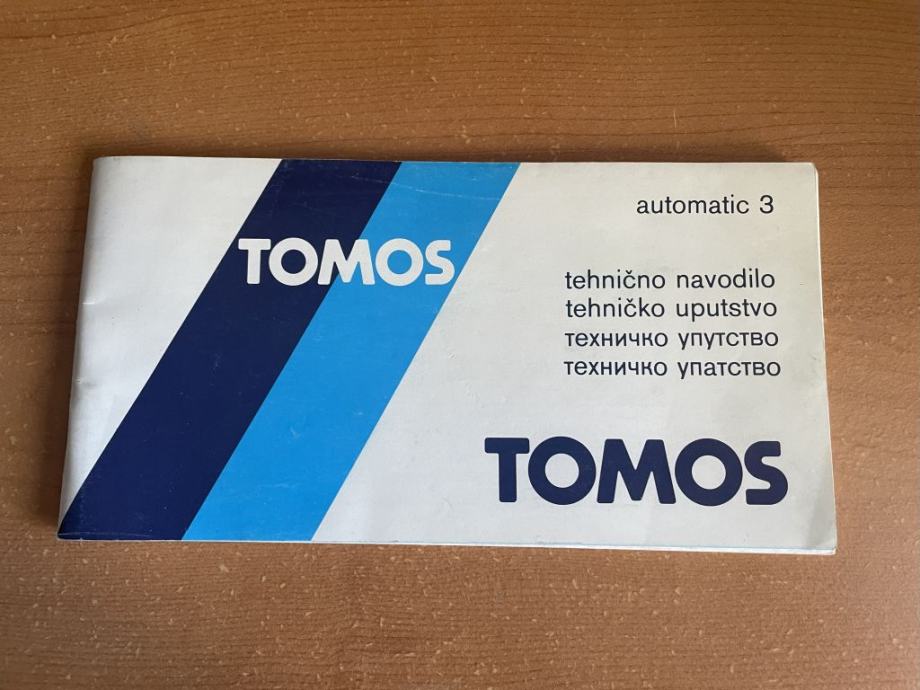 TOMOS
automatic 3
tehnično navodilo
tehničko uputstvo
техничко упутство
техничко упатство
TOMOS